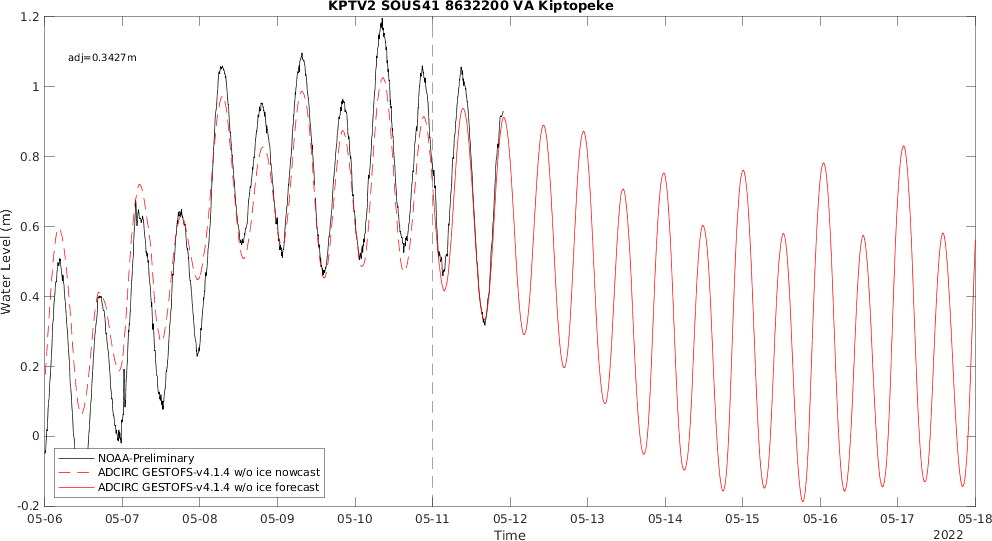 KPTV2 SOUS41 8632200 VA Kiptopeke
adj=0.3427m
Water Level (m)
1.2
1
0.8
0.6
0.4
0.2
0
-0.2
NOAA-Preliminary
ADCIRC GESTOFS-v4.1.4 w/o ice nowcast
ADCIRC GESTOFS-v4.1.4 w/o ice forecast
05-06 05-07 05-08 05-09 05-10 05-11 05-12 05-13 05-14 05-15 05-16 05-17 05-18
Time
2022